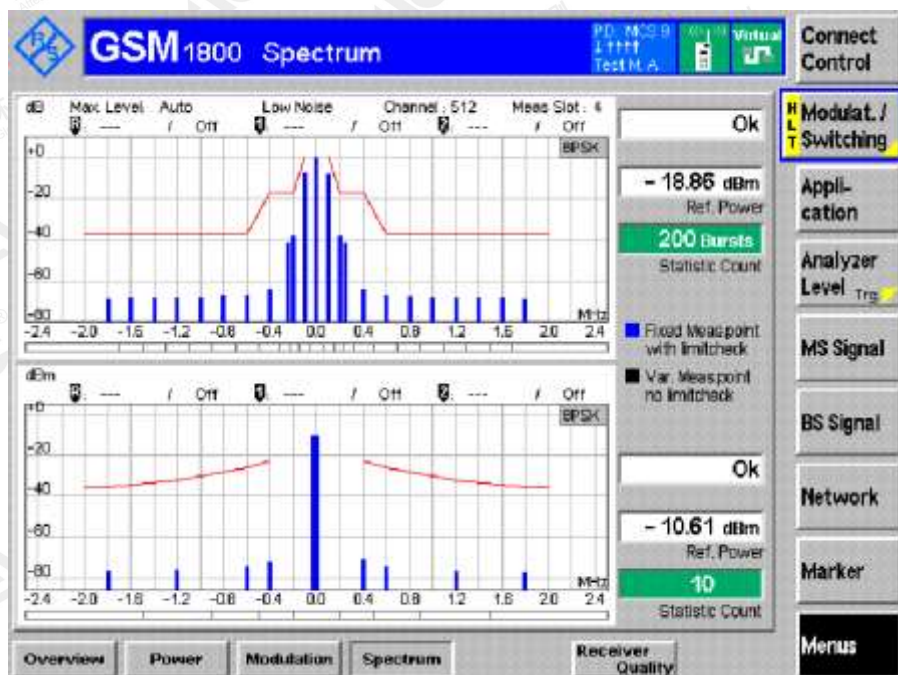 R/S
GSM 1800 Spectrum
PD: MCS 9
Test M. A
Virtual
Connect Control
dB Max. Level Auto Low Noise Channel : 512 Meas Slot : 4
--- / Off --- / Off --- / Off
BPSK
+0
-20
-40
-60
-80
MHz
-2.4 -2.0 -1.6 -1.2 -0.8 -0.4 0.0 0.4 0.8 1.2 1.6 2.0 2.4
Ok
- 18.86 dBm
Ref. Power
200 Bursts
Statistic Count
Fixed Measpoint
with limitcheck
Var. Measpoint
no limitcheck
dBm
--- / Off --- / Off --- / Off
BPSK
+0
-20
-40
-60
-80
MHz
-2.4 -2.0 -1.6 -1.2 -0.8 -0.4 0.0 0.4 0.8 1.2 1.6 2.0 2.4
Ok
- 10.61 dBm
Ref. Power
10
Statistic Count
HLT
Modulat. /
Switching
Appli-
cation
Analyzer
Level Trg
MS Signal
BS Signal
Network
Marker
Menus
Overview Power Modulation Spectrum Receiver
Quality